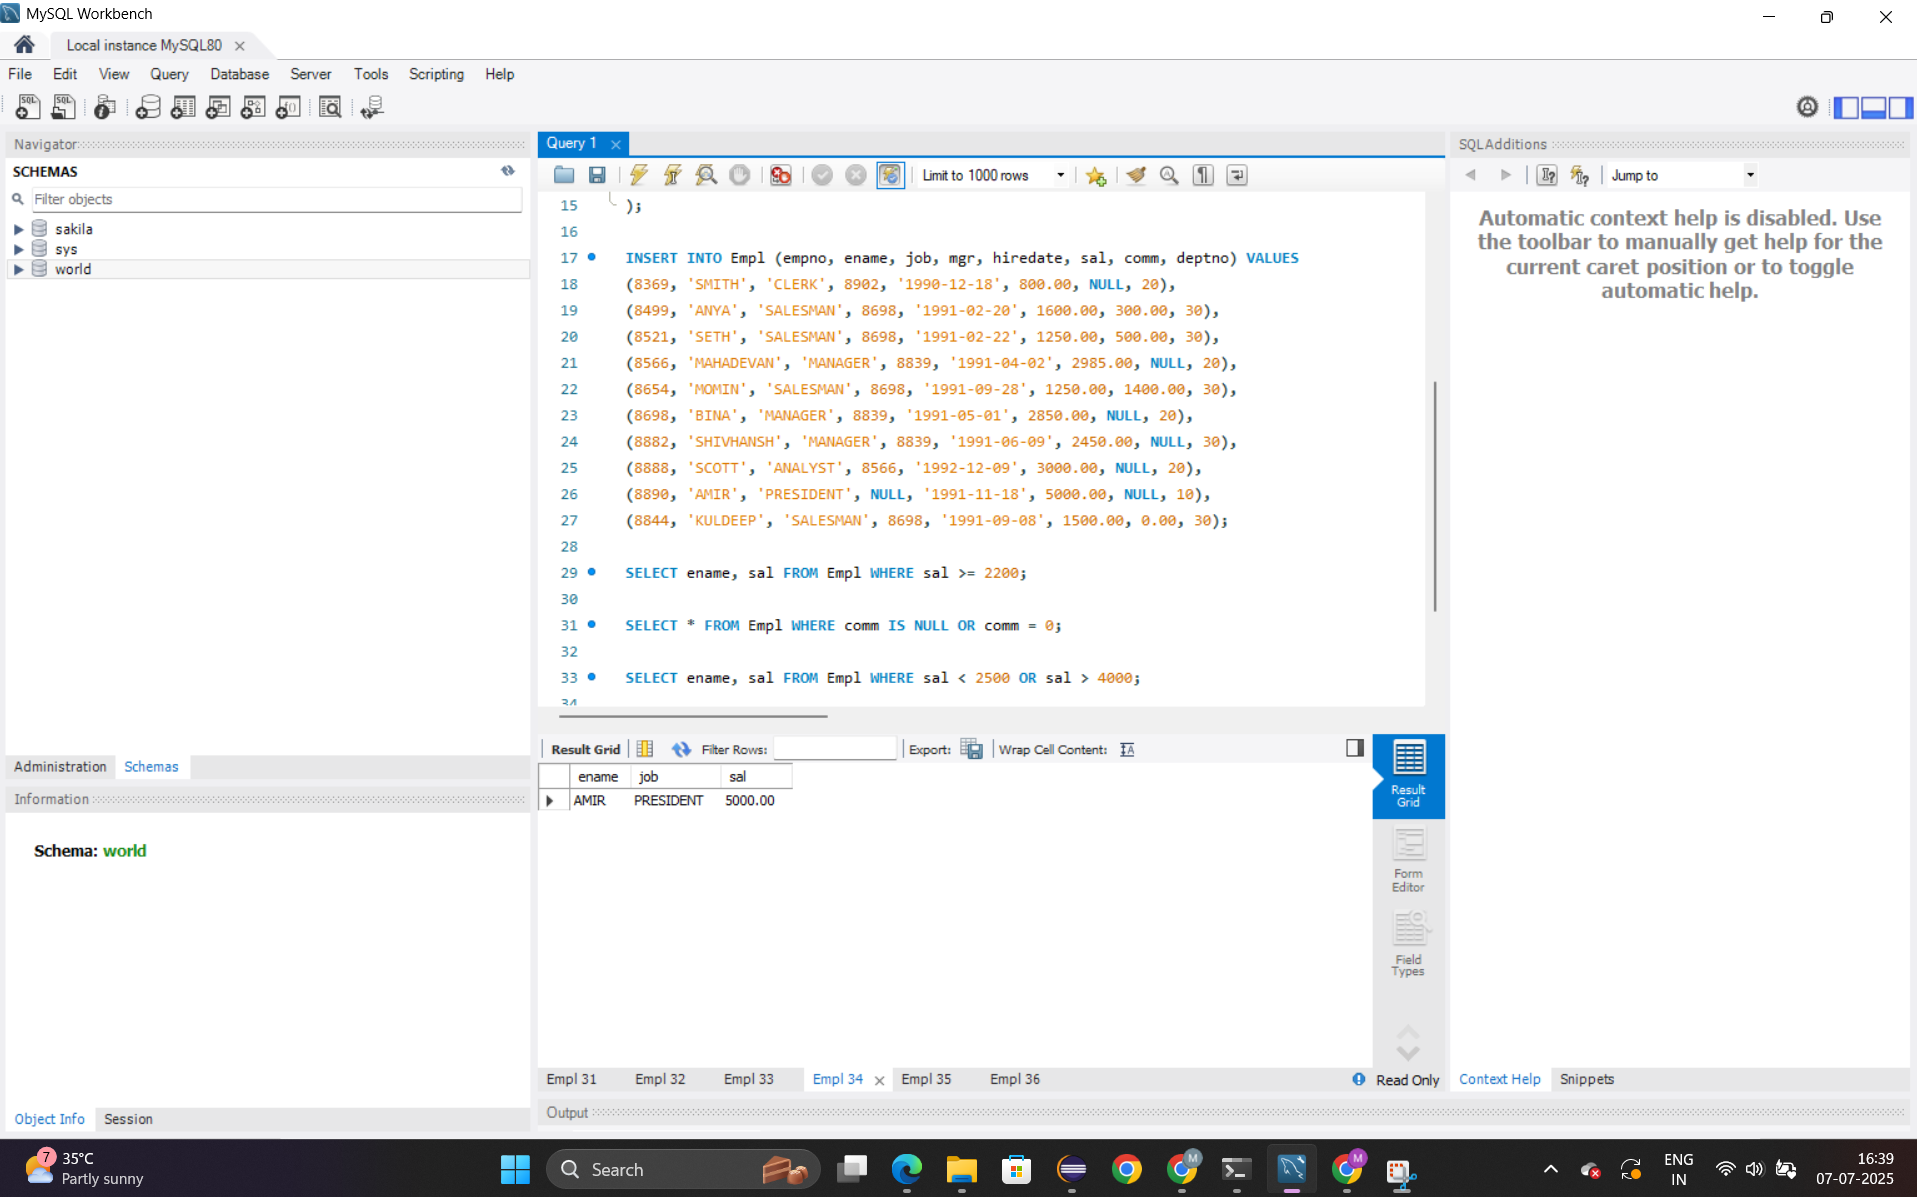 MySQL Workbench
Local instance MySQL80
File Edit View Query Database Server Tools Scripting Help
Navigator
SCHEMAS
Filter objects
sakila
sys
world
Administration Schemas
Information
Schema: world
Object Info Session
Query 1
Limit to 1000 rows
15 );
16
17 INSERT INTO Empl (empno, ename, job, mgr, hiredate, sal, comm, deptno) VALUES
18 (8369, 'SMITH', 'CLERK', 8902, '1990-12-18', 800.00, NULL, 20),
19 (8499, 'ANYA', 'SALESMAN', 8698, '1991-02-20', 1600.00, 300.00, 30),
20 (8521, 'SETH', 'SALESMAN', 8698, '1991-02-22', 1250.00, 500.00, 30),
21 (8566, 'MAHADEVAN', 'MANAGER', 8839, '1991-04-02', 2985.00, NULL, 20),
22 (8654, 'MOMIN', 'SALESMAN', 8698, '1991-09-28', 1250.00, 1400.00, 30),
23 (8698, 'BINA', 'MANAGER', 8839, '1991-05-01', 2850.00, NULL, 20),
24 (8882, 'SHIVHANSH', 'MANAGER', 8839, '1991-06-09', 2450.00, NULL, 30),
25 (8888, 'SCOTT', 'ANALYST', 8566, '1992-12-09', 3000.00, NULL, 20),
26 (8890, 'AMIR', 'PRESIDENT', NULL, '1991-11-18', 5000.00, NULL, 10),
27 (8844, 'KULDEEP', 'SALESMAN', 8698, '1991-09-08', 1500.00, 0.00, 30);
28
29 SELECT ename, sal FROM Empl WHERE sal >= 2200;
30
31 SELECT * FROM Empl WHERE comm IS NULL OR comm = 0;
32
33 SELECT ename, sal FROM Empl WHERE sal < 2500 OR sal > 4000;
34
Result Grid Filter Rows: Export: Wrap Cell Content:
ename job sal
AMIR PRESIDENT 5000.00
Result
Grid
Form
Editor
Field
Types
Empl 31 Empl 32 Empl 33 Empl 34 Empl 35 Empl 36
Read Only
Output
SQLAdditions
Jump to
Automatic context help is disabled. Use
the toolbar to manually get help for the
current caret position or to toggle
automatic help.
Context Help Snippets
7
35°C
Partly sunny
Search
M
M
ENG
IN
16:39
07-07-2025